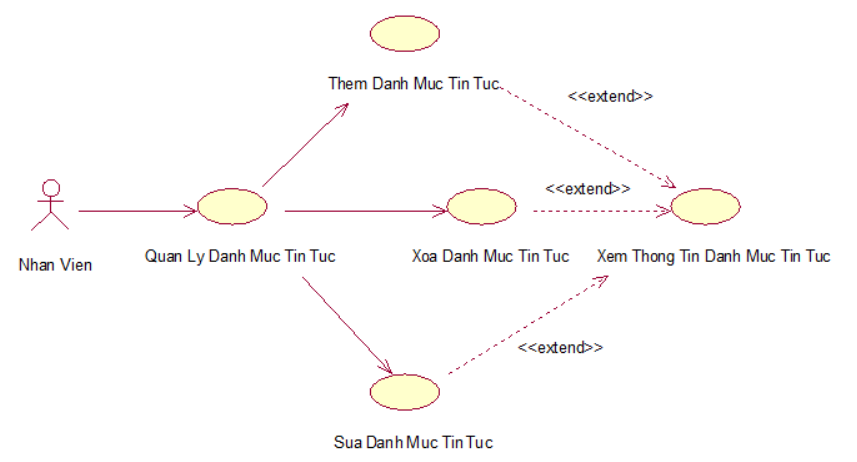 Them Danh Muc Tin Tuc
<<extend>>
<<extend>>
Nhan Vien
Quan Ly Danh Muc Tin Tuc
Xoa Danh Muc Tin Tuc
Xem Thong Tin Danh Muc Tin Tuc
<<extend>>
Sua Danh Muc Tin Tuc